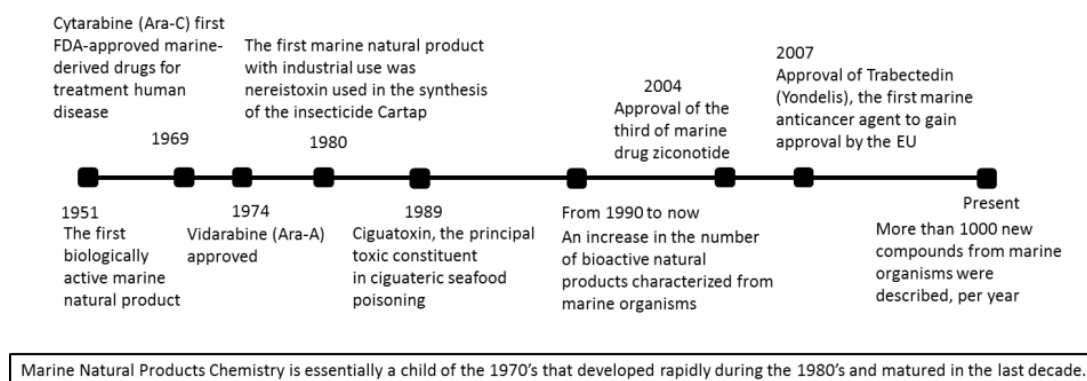 Cytarabine (Ara-C) first
FDA-approved marine-
derived drugs for
treatment human
disease
1969
The first marine natural product
with industrial use was
nereistoxin used in the synthesis
of the insecticide Cartap
1980
2004
Approval of the
third of marine
drug ziconotide
2007
Approval of Trabectedin
(Yondelis), the first marine
anticancer agent to gain
approval by the EU
1951
The first
biologically
active marine
natural product
1974
Vidarabine (Ara-A)
approved
1989
Ciguatoxin, the principal
toxic constituent
in ciguateric seafood
poisoning
From 1990 to now
An increase in the number
of bioactive natural
products characterized from
marine organisms
Present
More than 1000 new
compounds from marine
organisms were
described, per year
Marine Natural Products Chemistry is essentially a child of the 1970's that developed rapidly during the 1980's and matured in the last decade.